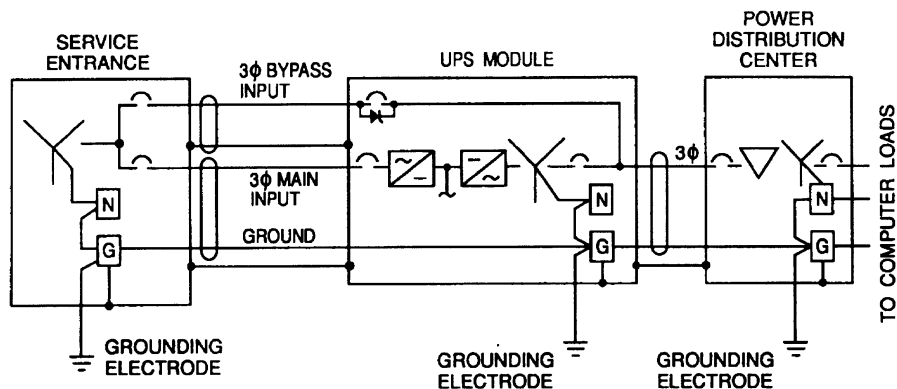 SERVICE
ENTRANCE
3ϕ BYPASS
INPUT
UPS MODULE
POWER
DISTRIBUTION
CENTER
3ϕ MAIN
INPUT
3ϕ
N
N
N
GROUND
G
G
G
TO COMPUTER LOADS
GROUNDING
ELECTRODE
GROUNDING
ELECTRODE
GROUNDING
ELECTRODE